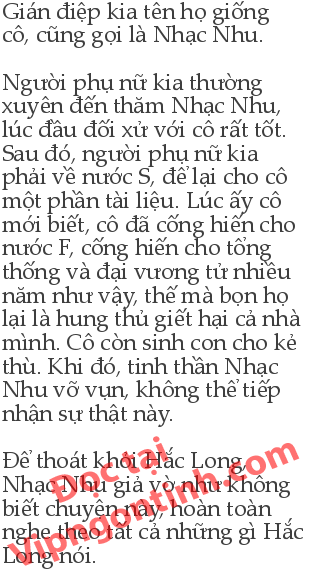 Gián điệp kia tên họ giống
cô, cũng gọi là Nhạc Nhu.
Người phụ nữ kia thường
xuyên đến thăm Nhạc Nhu,
lúc đầu đối xử với cô rất tốt.
Sau đó, người phụ nữ kia
phải về nước S, để lại cho cô
một phần tài liệu. Lúc ấy cô
mới biết, cô đã cống hiến cho
nước F, cống hiến cho tổng
thống và đại vương tử nhiều
năm như vậy, thế mà bọn họ
lại là hung thủ giết hại cả nhà
mình. Cô còn sinh con cho kẻ
thù. Khi đó, tinh thần Nhạc
Nhu vỡ vụn, không thể tiếp
nhận sự thật này.
Để thoát khỏi Hắc Long,
Nhạc Nhu giả vờ như không
biết chuyện này, hoàn toàn
nghe theo tất cả những gì Hắc
Long nói.
Đọc tại
Vipngontinh.com